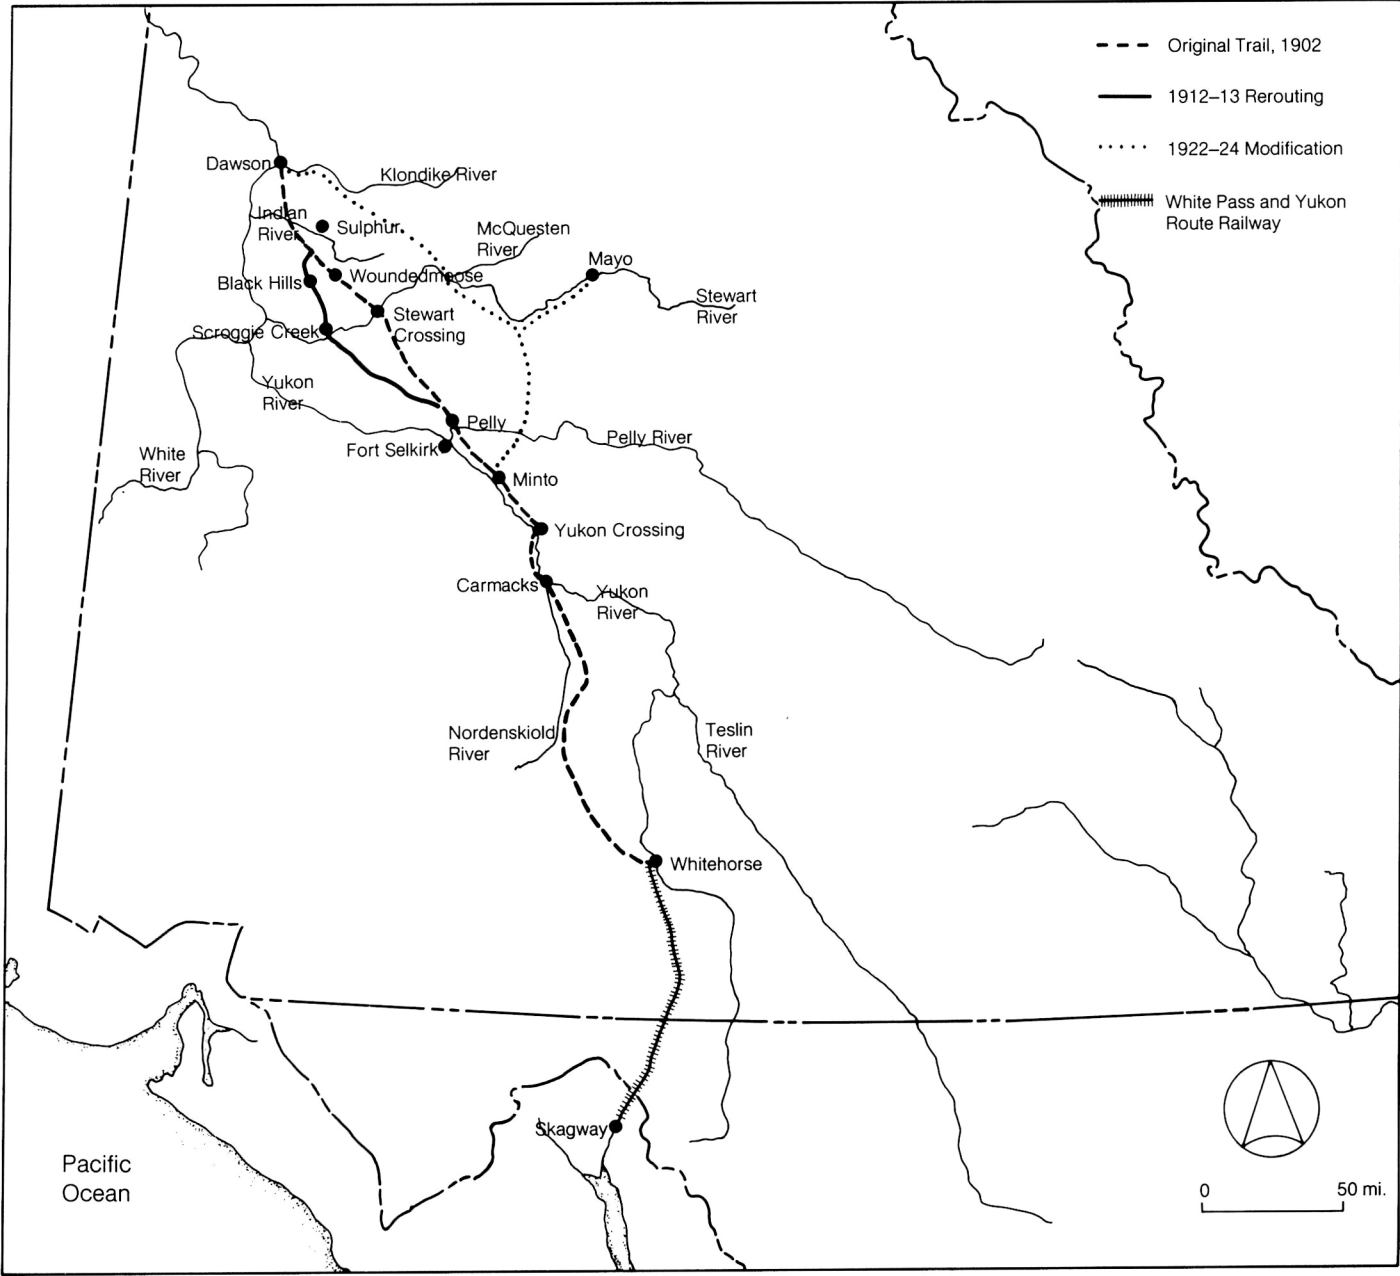 Original Trail, 1902
1912–13 Rerouting
1922–24 Modification
White Pass and Yukon
Route Railway
Dawson
Klondike River
Indian
River
Sulphur
McQuesten
River
Mayo
Black Hills
Woundedmoose
Stewart
River
Stewart
Crossing
Scroggie Creek
Yukon
River
Pelly
Pelly River
Fort Selkirk
White
River
Minto
Yukon Crossing
Carmacks
Yukon
River
Nordenskiold
River
Teslin
River
Whitehorse
Skagway
Pacific
Ocean
0
50 mi.